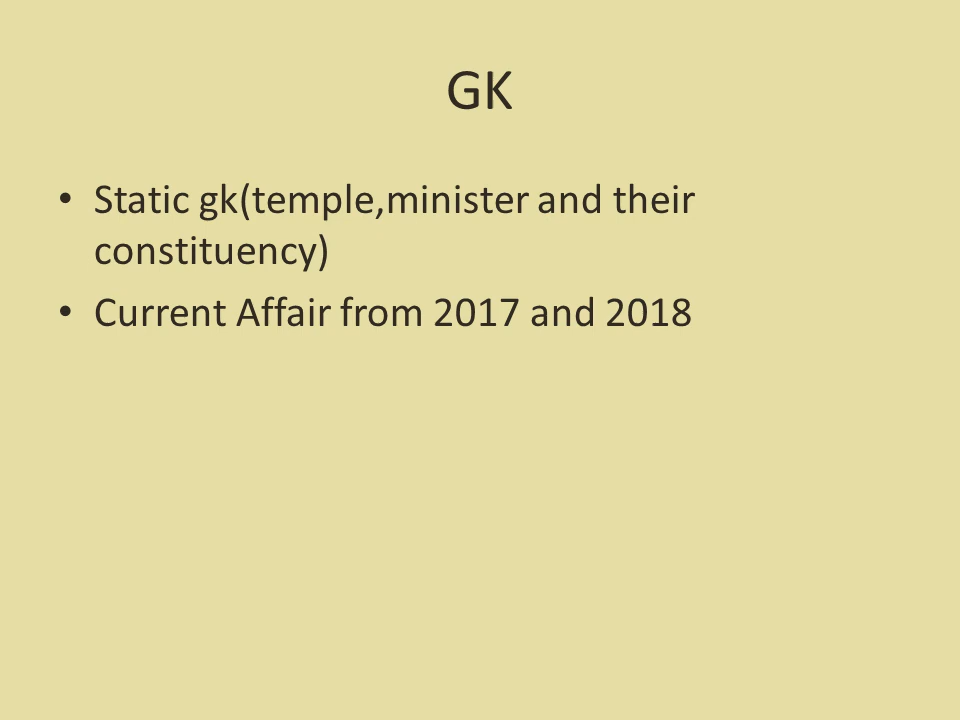 GK
• Static gk(temple,minister and their
constituency)
• Current Affair from 2017 and 2018